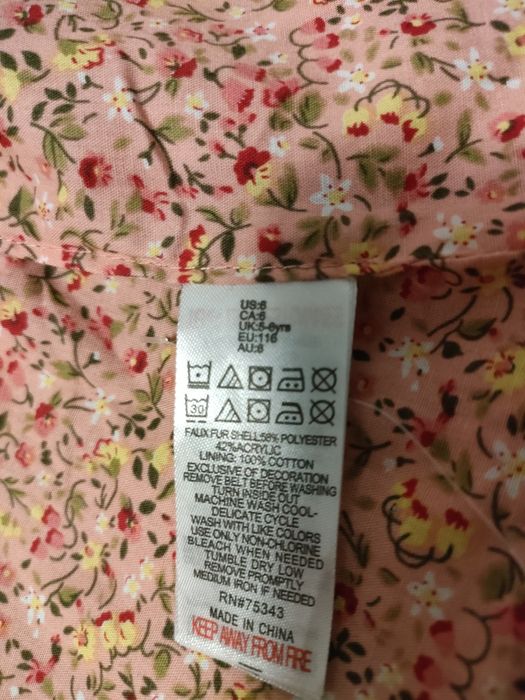 US:6
CA:6
UK:5-6yrs
EU:116
AU:6
30
FAUX FUR SHELL:58% POLYESTER
42%ACRYLIC
LINING: 100% COTTON
EXCLUSIVE OF DECORATION
REMOVE BELT BEFORE WASHING
TURN INSIDE OUT
MACHINE WASH COOL-
DELICATE CYCLE
WASH WITH LIKE COLORS
USE ONLY NON-CHLORINE
BLEACH WHEN NEEDED
TUMBLE DRY LOW
REMOVE PROMPTLY
MEDIUM IRON IF NEEDED
RN#75343
MADE IN CHINA
KEEP AWAY FROM FIRE